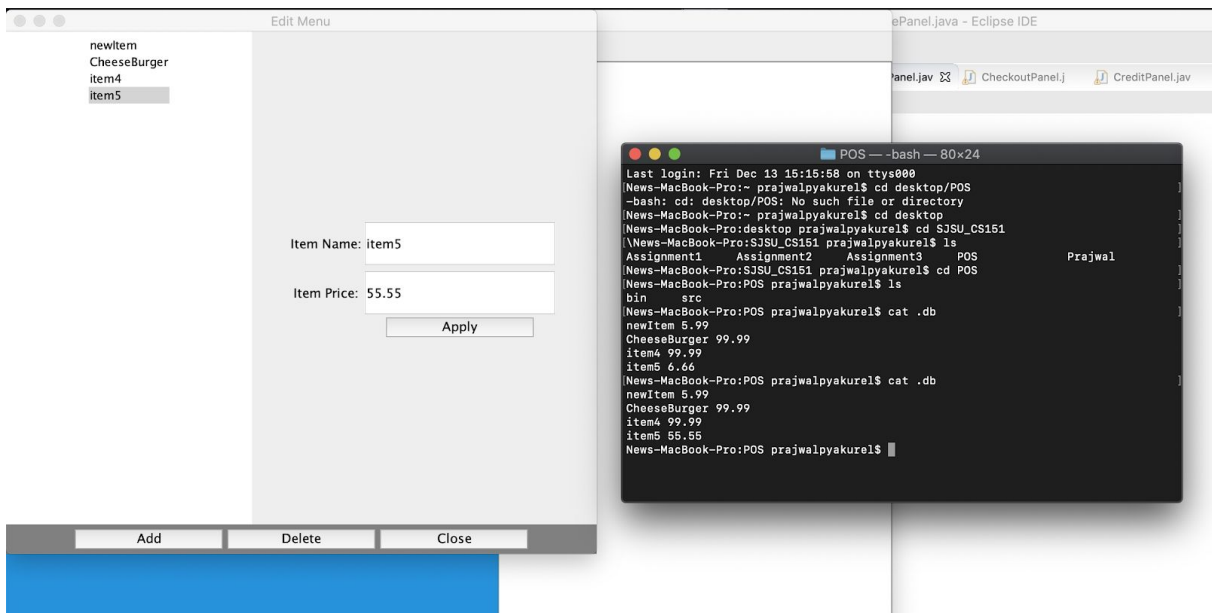 Edit Menu
ePanel.java - Eclipse IDE
newItem
CheeseBurger
item4
item5
Panel.jav CheckoutPanel.j CreditPanel.jav
Item Name: item5
Item Price: 55.55
Apply
Add Delete Close
POS — -bash — 80×24
Last login: Fri Dec 13 15:15:58 on ttys000
[News-MacBook-Pro:~ prajwalpyakurel$ cd desktop/POS ]
-bash: cd: desktop/POS: No such file or directory
[News-MacBook-Pro:~ prajwalpyakurel$ cd desktop ]
[News-MacBook-Pro:desktop prajwalpyakurel$ cd SJSU_CS151 ]
[\News-MacBook-Pro:SJSU_CS151 prajwalpyakurel$ ls ]
Assignment1 Assignment2 Assignment3 POS Prajwal
[News-MacBook-Pro:SJSU_CS151 prajwalpyakurel$ cd POS ]
[News-MacBook-Pro:POS prajwalpyakurel$ ls ]
bin src
[News-MacBook-Pro:POS prajwalpyakurel$ cat .db ]
newItem 5.99
CheeseBurger 99.99
item4 99.99
item5 6.66
[News-MacBook-Pro:POS prajwalpyakurel$ cat .db ]
newItem 5.99
CheeseBurger 99.99
item4 99.99
item5 55.55
News-MacBook-Pro:POS prajwalpyakurel$